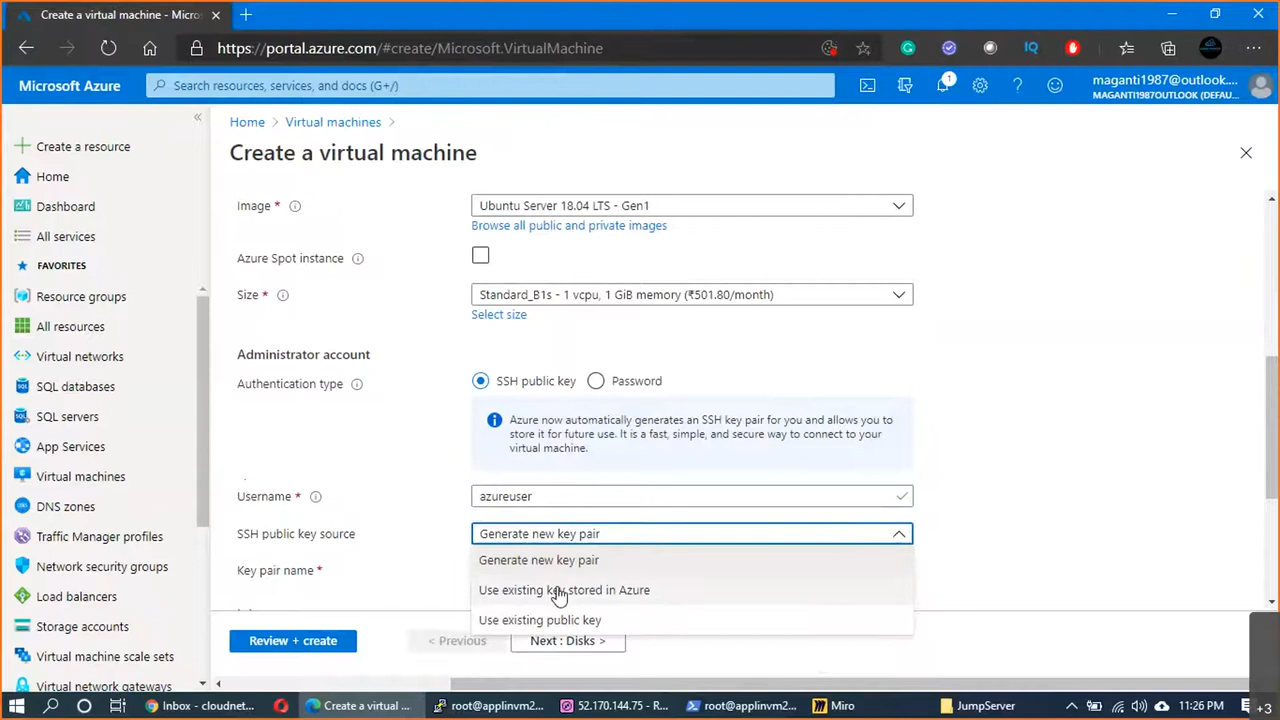 Create a virtual machine - Micros
https://portal.azure.com/#create/Microsoft.VirtualMachine
IQ
Microsoft Azure
Search resources, services, and docs (G+/)
1
maganti1987@outlook....
MAGANTI1987OUTLOOK (DEFAU...
Home > Virtual machines >
Create a virtual machine
Create a resource
Home
Dashboard
All services
FAVORITES
Resource groups
All resources
Virtual networks
SQL databases
SQL servers
App Services
Virtual machines
DNS zones
Traffic Manager profiles
Network security groups
Load balancers
Storage accounts
Virtual machine scale sets
Virtual network gateways
Image *
Ubuntu Server 18.04 LTS - Gen1
Browse all public and private images
Azure Spot instance
Size *
Standard_B1s - 1 vcpu, 1 GiB memory (₹501.80/month)
Select size
Administrator account
Authentication type
SSH public key
Password
Azure now automatically generates an SSH key pair for you and allows you to
store it for future use. It is a fast, simple, and secure way to connect to your
virtual machine.
Username *
azureuser
SSH public key source
Generate new key pair
Generate new key pair
Use existing key stored in Azure
Use existing public key
Key pair name *
Review + create
< Previous
Next : Disks >
Inbox - cloudnet...
Create a virtual ...
root@applinvm2...
52.170.144.75 - R...
root@applinvm2...
Miro
JumpServer
11:26 PM
+3